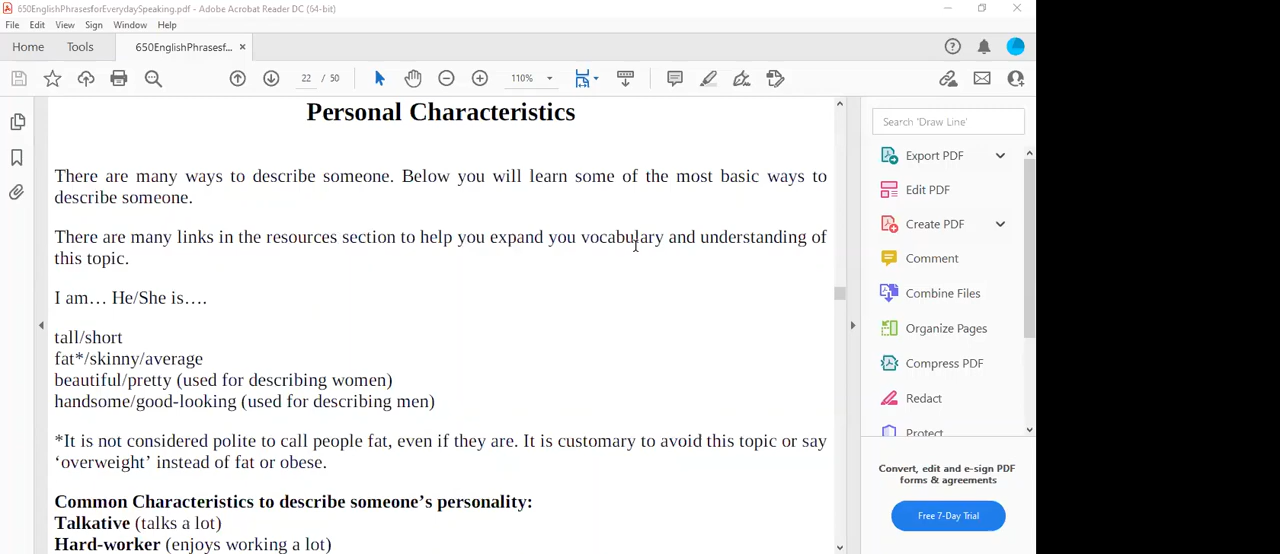 650EnglishPhrasesforEverydaySpeaking.pdf - Adobe Acrobat Reader DC (64-bit)
File Edit View Sign Window Help
Home Tools 650EnglishPhrasesf... ×
22 / 50 110%
Personal Characteristics
There are many ways to describe someone. Below you will learn some of the most basic ways to
describe someone.
There are many links in the resources section to help you expand you vocabulary and understanding of
this topic.
I am… He/She is….
tall/short
fat*/skinny/average
beautiful/pretty (used for describing women)
handsome/good-looking (used for describing men)
*It is not considered polite to call people fat, even if they are. It is customary to avoid this topic or say
‘overweight’ instead of fat or obese.
Common Characteristics to describe someone’s personality:
Talkative (talks a lot)
Hard-worker (enjoys working a lot)
Search 'Draw Line'
Export PDF
Edit PDF
Create PDF
Comment
Combine Files
Organize Pages
Compress PDF
Redact
Protect
Convert, edit and e-sign PDF
forms & agreements
Free 7-Day Trial